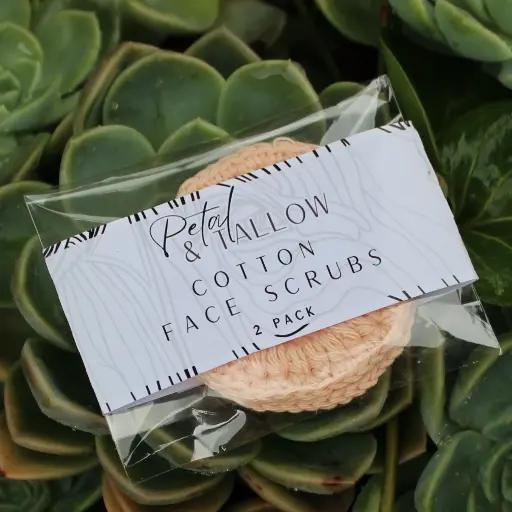 Petal
& TALLOW
COTTON
FACE SCRUBS
2 PACK